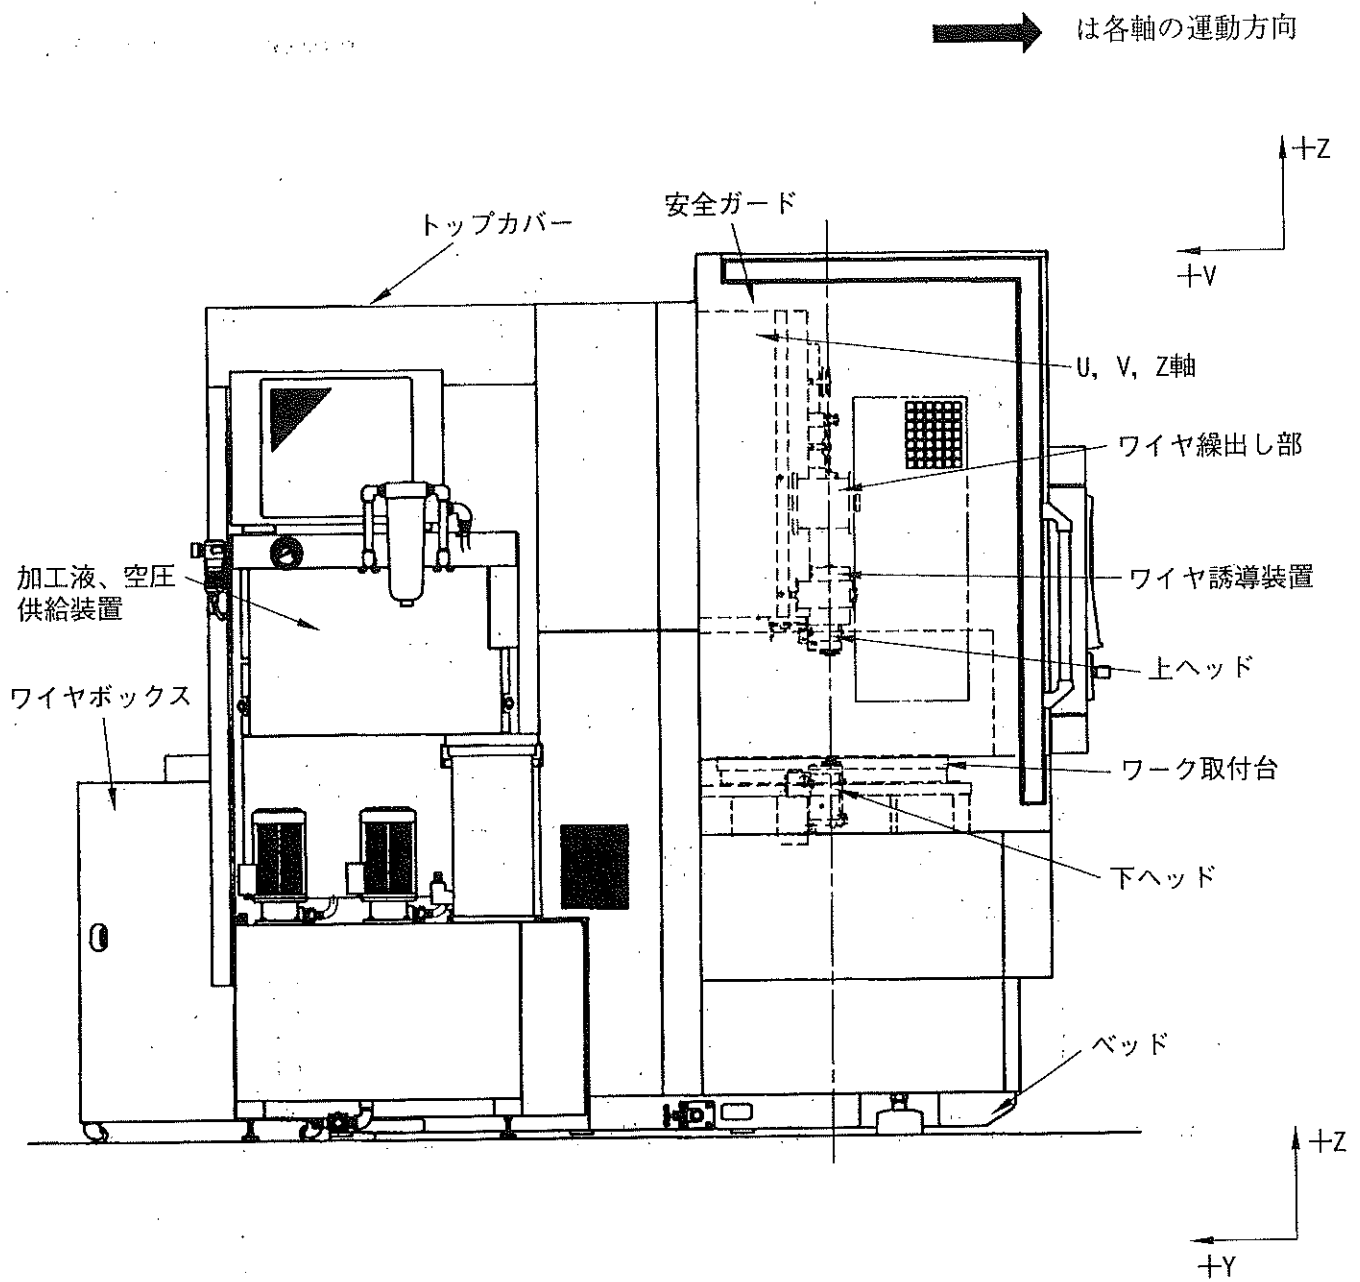 は各軸の運動方向
+Z
安全ガード
トップカバー
+V
U, V, Z軸
ワイヤ繰出し部
加工液、空圧
供給装置
ワイヤ誘導装置
上ヘッド
ワイヤボックス
ワーク取付台
下ヘッド
ベッド
+Z
+Y